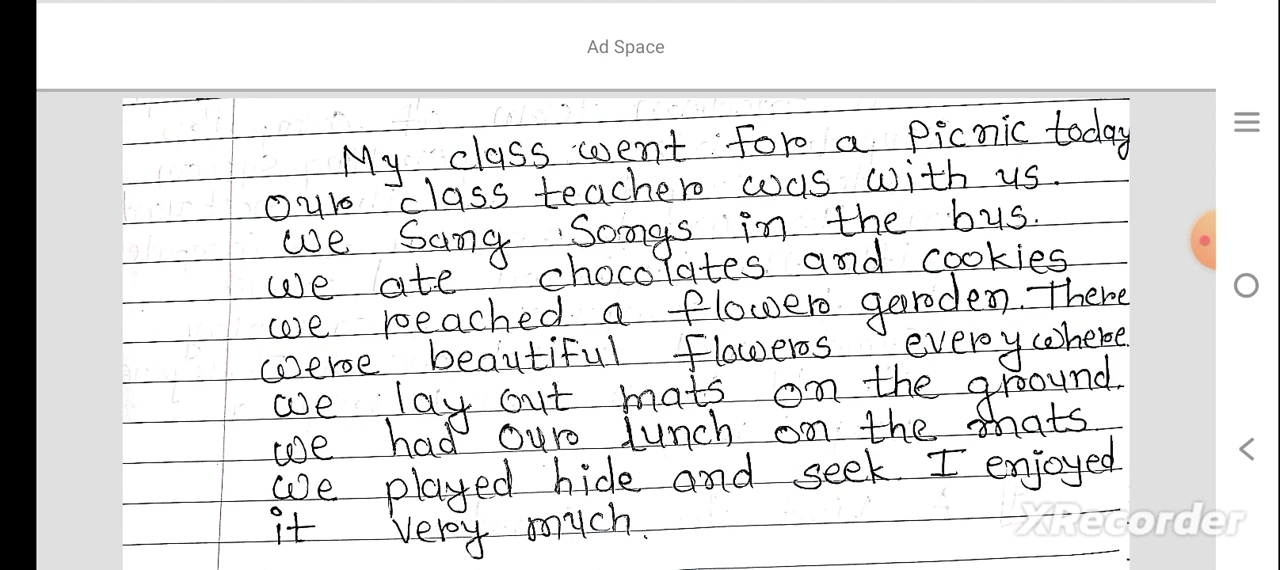 Ad Space
My class went for a Picnic today
Our class teacher was with us.
we Sang Songs in the bus.
we ate chocolates and cookies
we reached a flower garden. There
were beautiful flowers everywhere.
we lay out mats on the ground.
we had our lunch on the mats
we played hide and seek. I enjoyed
it very much.
XRecorder